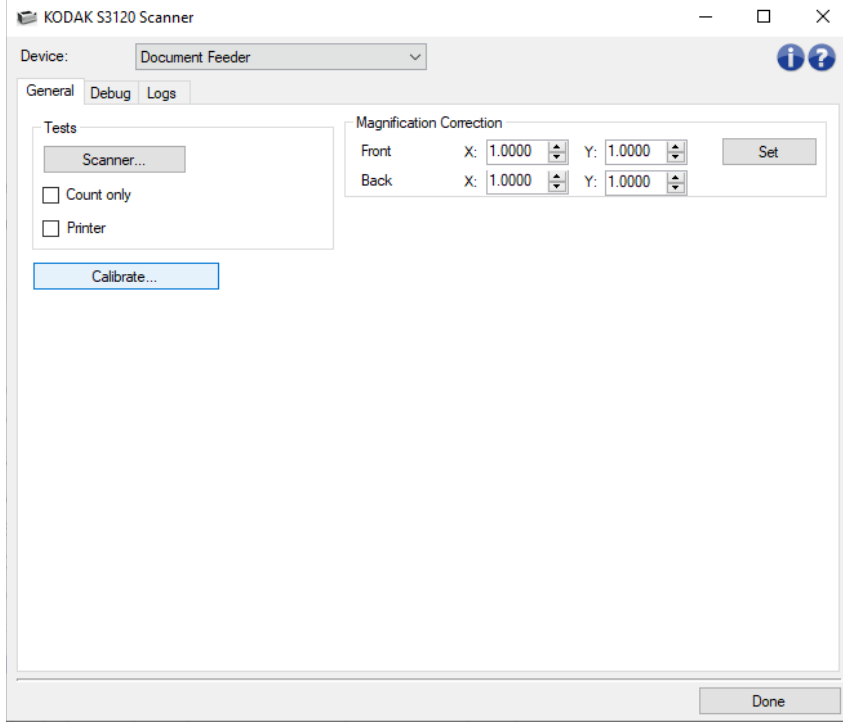 KODAK S3120 Scanner
Device: Document Feeder
General Debug Logs
Tests
Scanner...
Count only
Printer
Calibrate...
Magnification Correction
Front X: 1.0000 Y: 1.0000 Set
Back X: 1.0000 Y: 1.0000
Done